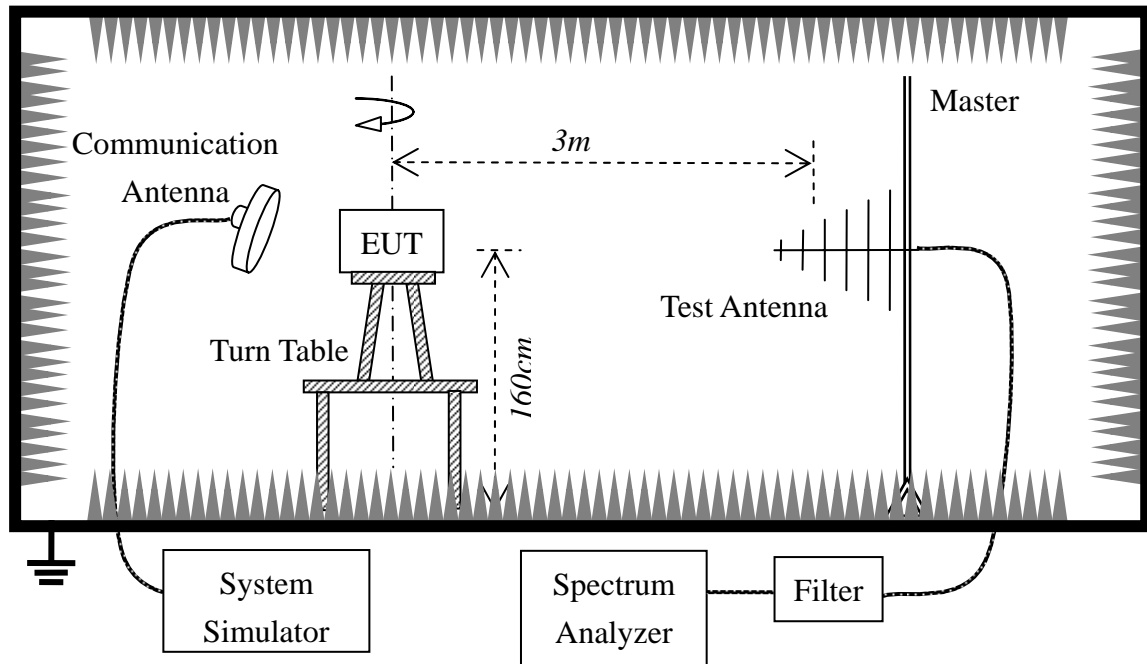 Master
3m
Communication
Antenna
EUT
Test Antenna
Turn Table
160cm
System
Simulator
Spectrum
Analyzer
Filter